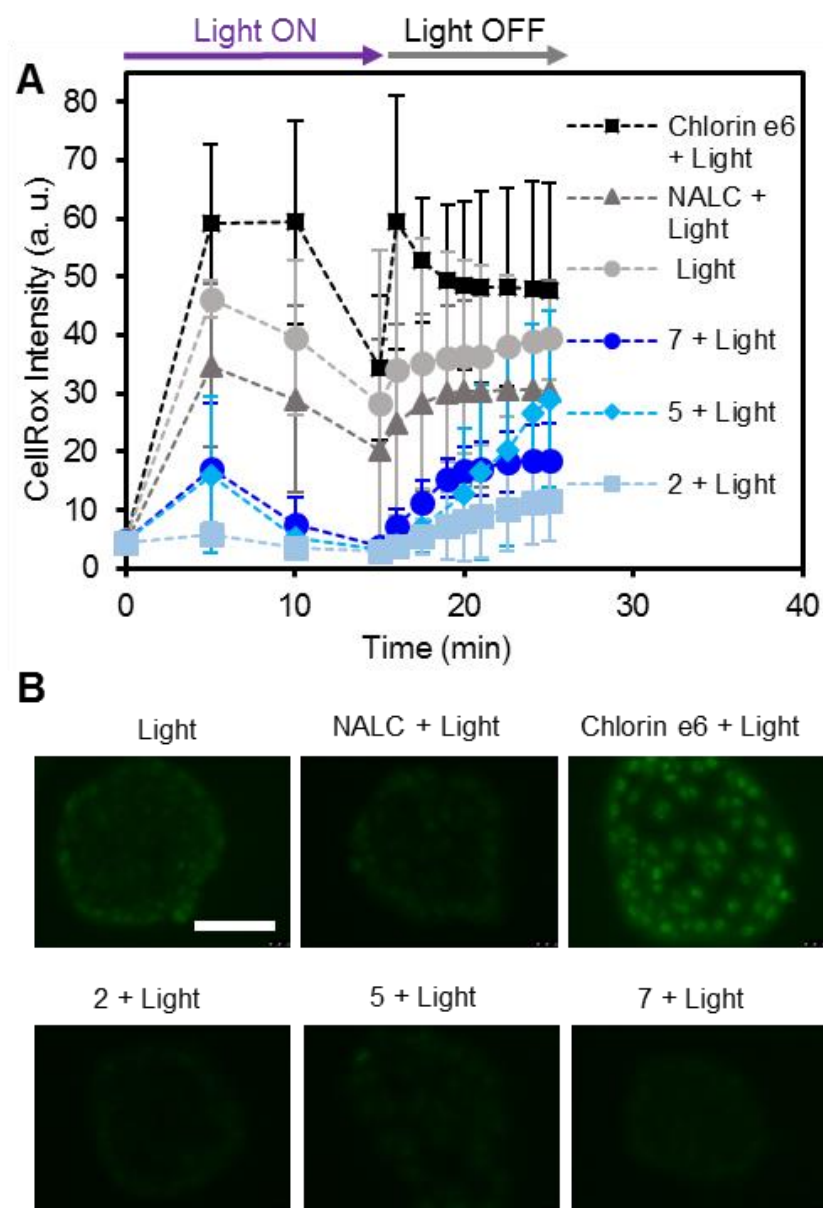 Light ON
Light OFF
A
80
70
60
50
40
30
20
10
0
CellRox Intensity (a. u.)
0
10
20
30
40
Time (min)
Chlorin e6
+ Light
NALC +
Light
Light
7 + Light
5 + Light
2 + Light
B
Light
NALC + Light
Chlorin e6 + Light
2 + Light
5 + Light
7 + Light